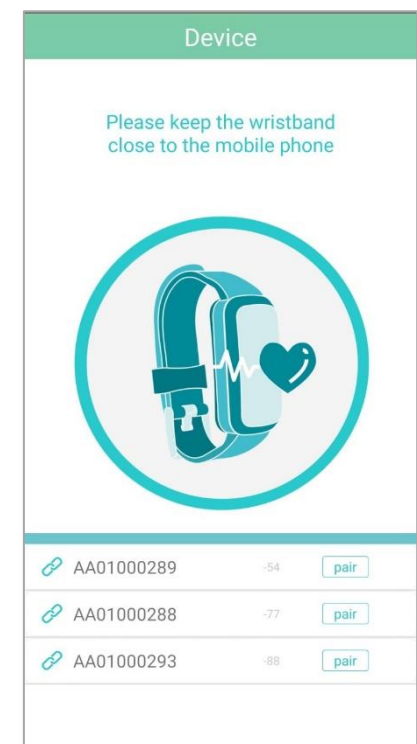 Device
Please keep the wristband
close to the mobile phone
AA01000289 -54 pair
AA01000288 -77 pair
AA01000293 -88 pair